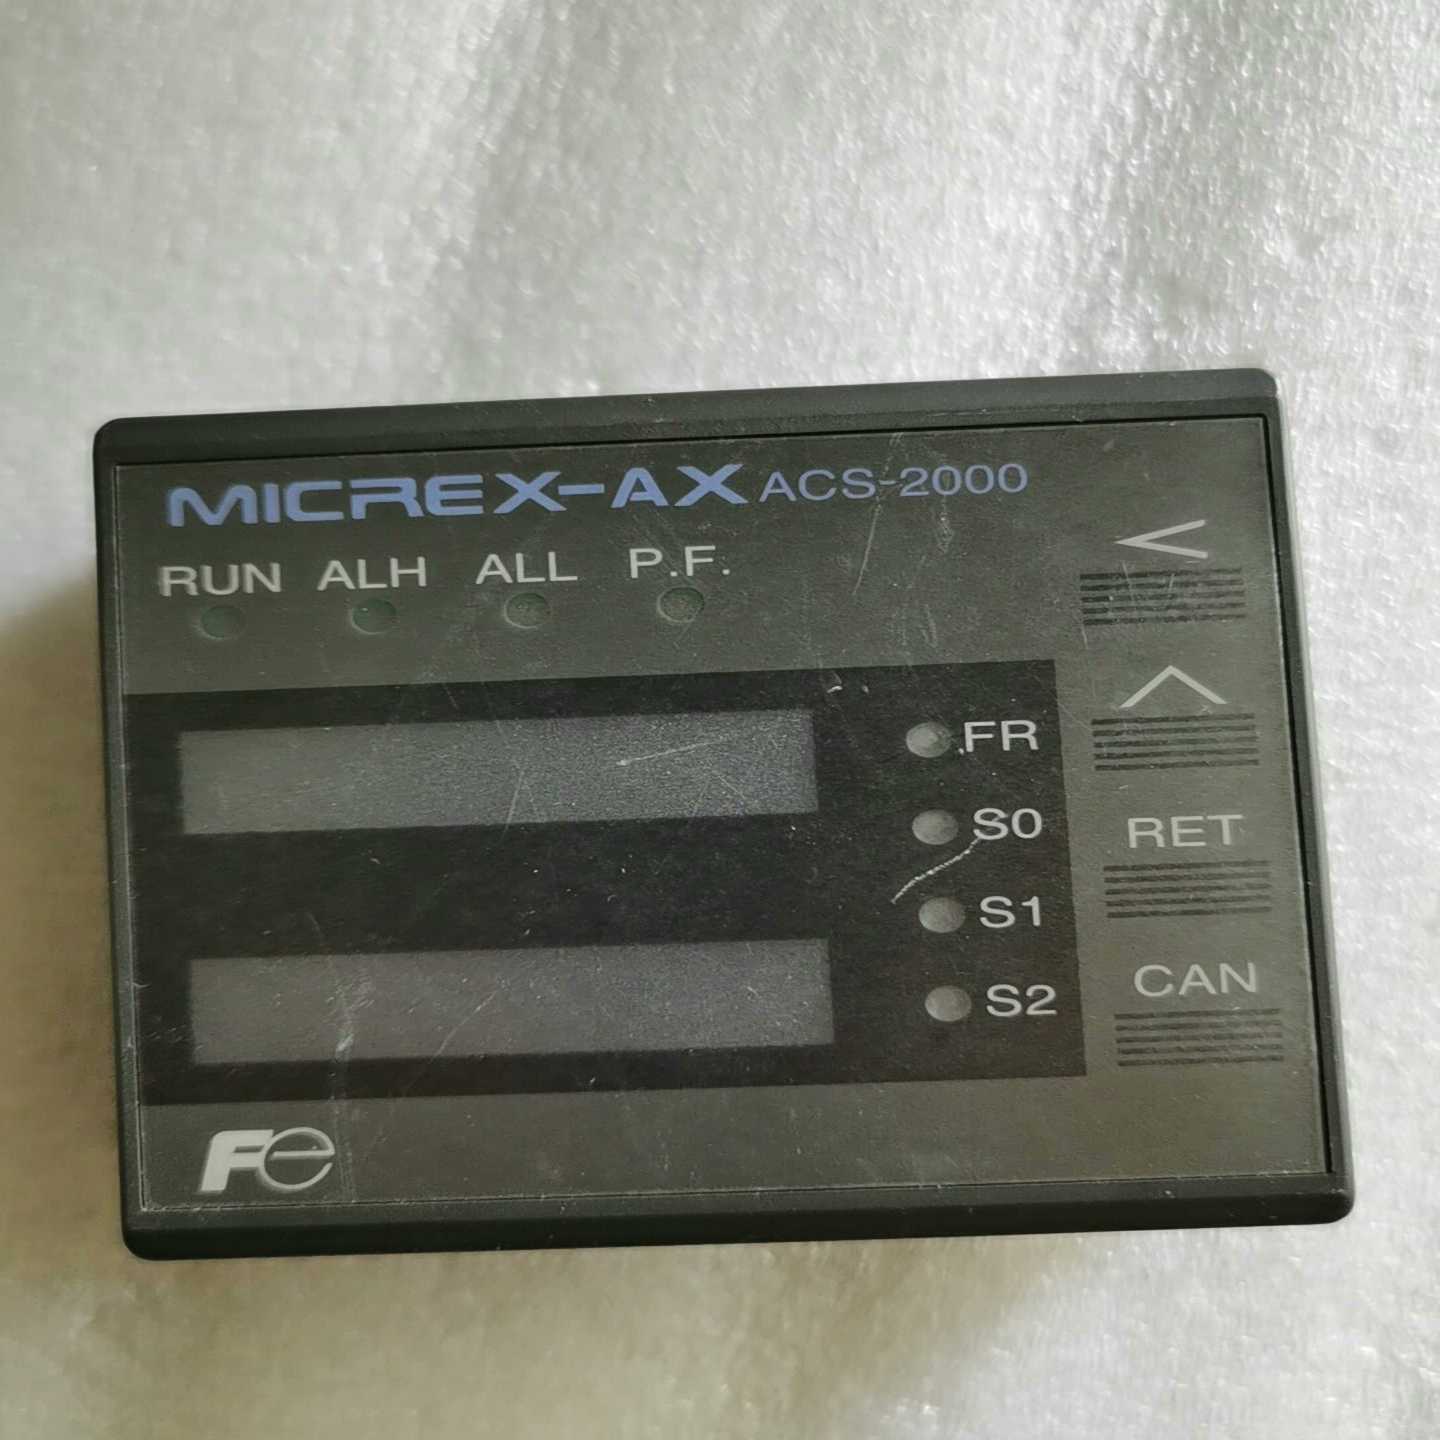 MICREX-AX ACS-2000
RUN ALH ALL P.F.
FR
S0
S1
S2
RET
CAN
Fe